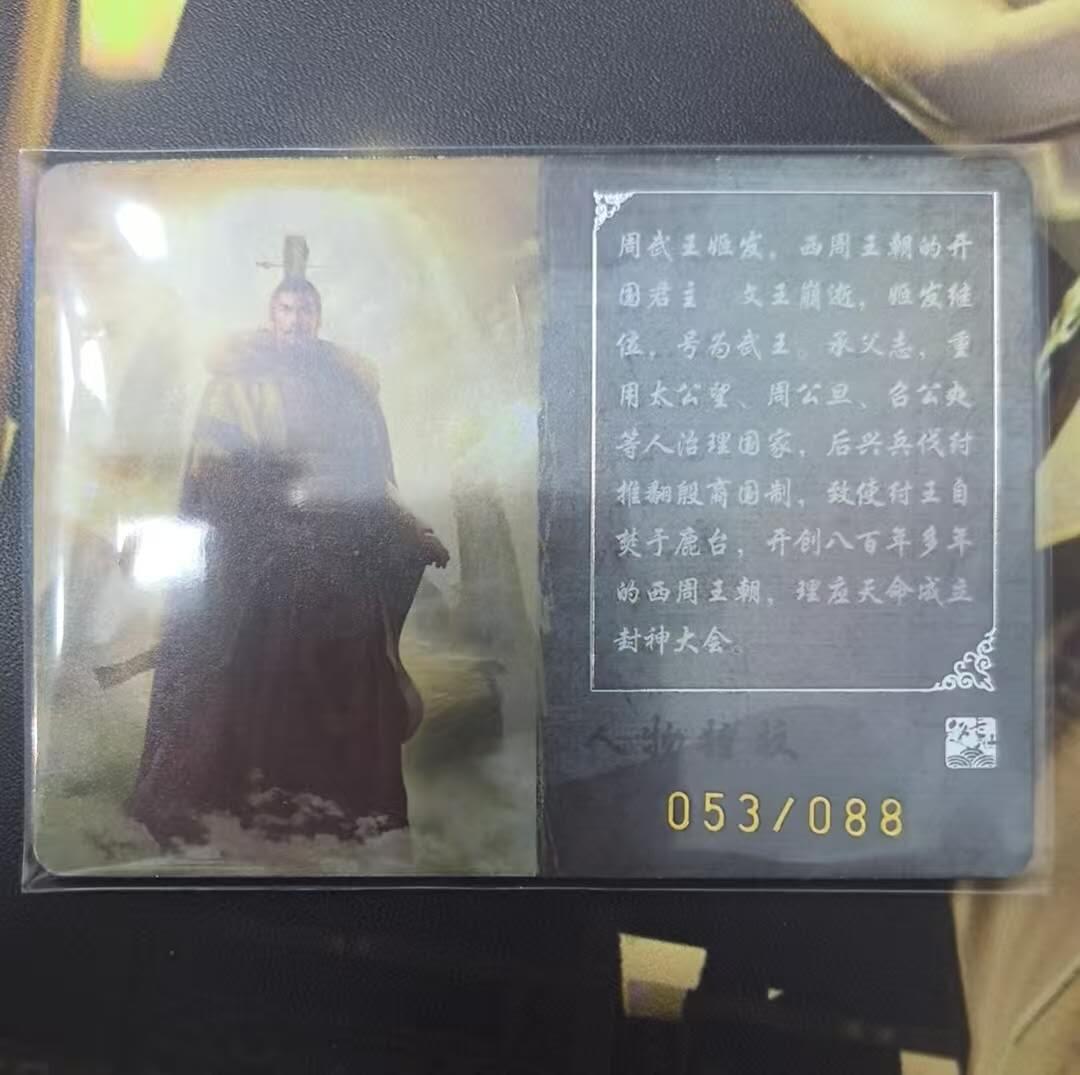 周武王姬发，西周王朝的开
国君主　文王崩逝，姬发继
位，号为武王。承父志，重
用太公望、周公旦、召公奭
等人治理国家，后兴兵伐纣
推翻殷商国制，致使纣王自
焚于鹿台，开创八百年多年
的西周王朝，理应天命成立
封神大会。
人物
053/088